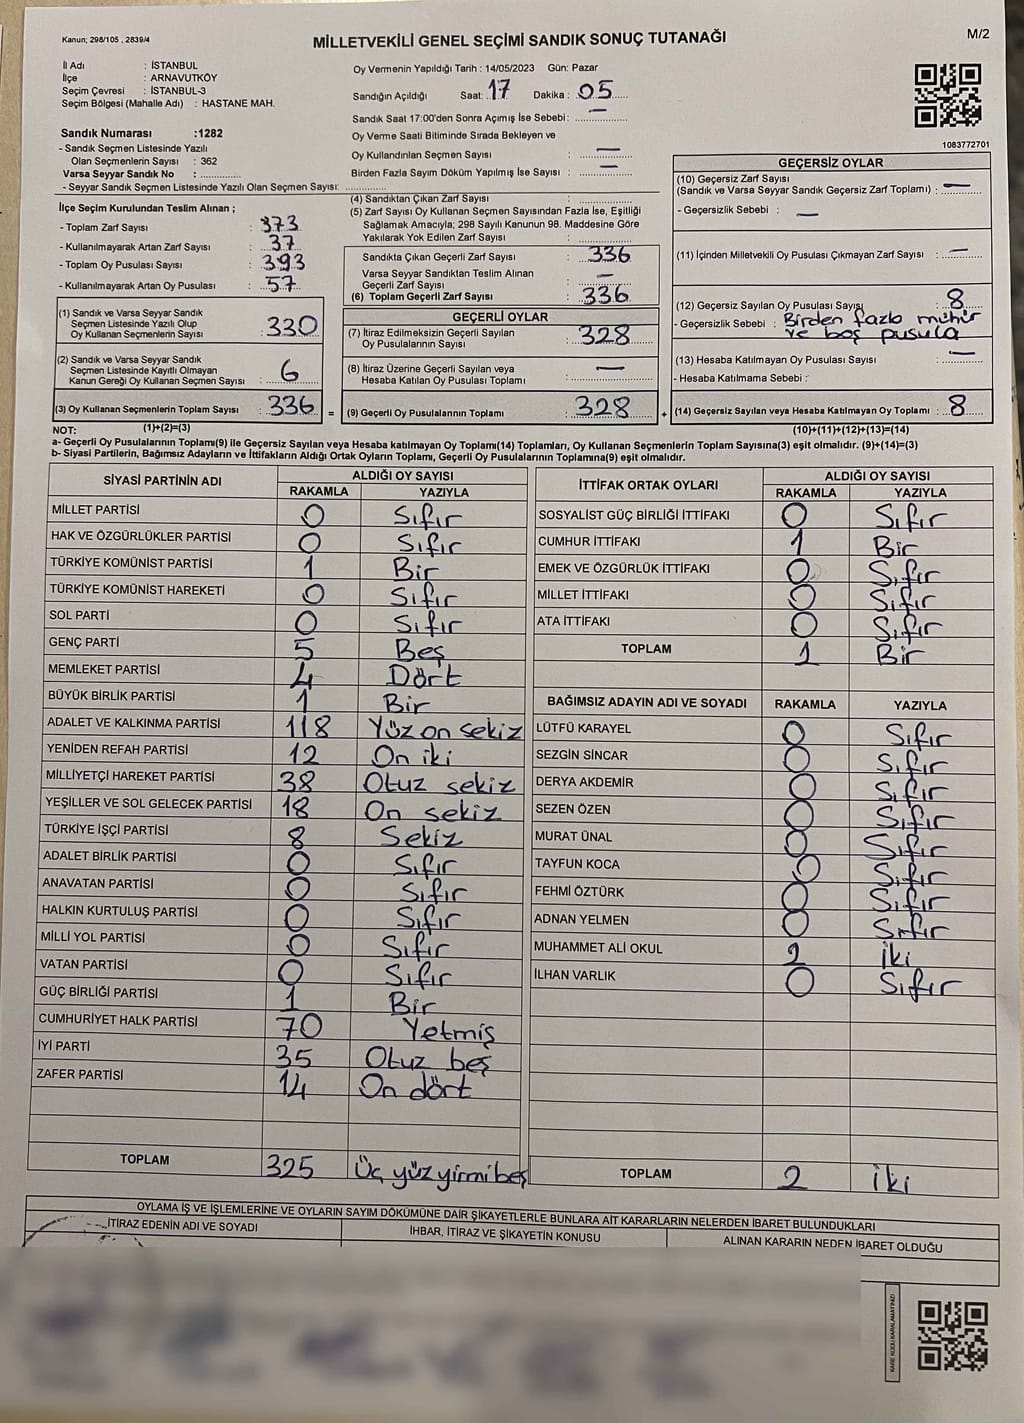 Kanun; 298/105 , 2839/4
MİLLETVEKİLİ GENEL SEÇİMİ SANDIK SONUÇ TUTANAĞI
M/2
İl Adı : İSTANBUL
İlçe : ARNAVUTKÖY
Seçim Çevresi : İSTANBUL-3
Seçim Bölgesi (Mahalle Adı) : HASTANE MAH.
Sandık Numarası :1282
- Sandık Seçmen Listesinde Yazılı
Olan Seçmenlerin Sayısı : 362
Varsa Seyyar Sandık No : ..............
- Seyyar Sandık Seçmen Listesinde Yazılı Olan Seçmen Sayısı: ..............
Oy Vermenin Yapıldığı Tarih : 14/05/2023 Gün: Pazar
Sandığın Açıldığı Saat: 17 Dakika : 05
Sandık Saat 17:00'den Sonra Açımış İse Sebebi: —
Oy Verme Saati Bitiminde Sırada Bekleyen ve
Oy Kullandırılan Seçmen Sayısı : —
Birden Fazla Sayım Döküm Yapılmış İse Sayısı : —
1083772701
İlçe Seçim Kurulundan Teslim Alınan ;
- Toplam Zarf Sayısı : 373
- Kullanılmayarak Artan Zarf Sayısı : 37
- Toplam Oy Pusulası Sayısı : 393
- Kullanılmayarak Artan Oy Pusulası : 57
(1) Sandık ve Varsa Seyyar Sandık
Seçmen Listesinde Yazılı Olup
Oy Kullanan Seçmenlerin Sayısı : 330
(2) Sandık ve Varsa Seyyar Sandık
Seçmen Listesinde Kayıtlı Olmayan
Kanun Gereği Oy Kullanan Seçmen Sayısı : 6
(3) Oy Kullanan Seçmenlerin Toplam Sayısı : 336 =
(1)+(2)=(3)
(4) Sandıktan Çıkan Zarf Sayısı : ..............
(5) Zarf Sayısı Oy Kullanan Seçmen Sayısından Fazla İse, Eşitliği
Sağlamak Amacıyla; 298 Sayılı Kanunun 98. Maddesine Göre
Yakılarak Yok Edilen Zarf Sayısı : ..............
Sandıkta Çıkan Geçerli Zarf Sayısı : 336
Varsa Seyyar Sandıktan Teslim Alınan
Geçerli Zarf Sayısı : —
(6) Toplam Geçerli Zarf Sayısı : 336
GEÇERLİ OYLAR
(7) İtiraz Edilmeksizin Geçerli Sayılan
Oy Pusulalarının Sayısı : 328
(8) İtiraz Üzerine Geçerli Sayılan veya
Hesaba Katılan Oy Pusulası Toplamı : —
(9) Geçerli Oy Pusulalarının Toplamı : 328 +
GEÇERSİZ OYLAR
(10) Geçersiz Zarf Sayısı
(Sandık ve Varsa Seyyar Sandık Geçersiz Zarf Toplamı) : —
- Geçersizlik Sebebi : —
(11) İçinden Milletvekili Oy Pusulası Çıkmayan Zarf Sayısı : —
(12) Geçersiz Sayılan Oy Pusulası Sayısı : 8
- Geçersizlik Sebebi : Birden fazla mühür
ve boş pusula
(13) Hesaba Katılmayan Oy Pusulası Sayısı : —
- Hesaba Katılmama Sebebi :
(14) Geçersiz Sayılan veya Hesaba Katılmayan Oy Toplamı : 8
(10)+(11)+(12)+(13)=(14)
NOT:
a- Geçerli Oy Pusulalarının Toplamı(9) ile Geçersiz Sayılan veya Hesaba katılmayan Oy Toplamı(14) Toplamları, Oy Kullanan Seçmenlerin Toplam Sayısına(3) eşit olmalıdır. (9)+(14)=(3)
b- Siyasi Partilerin, Bağımsız Adayların ve İttifakların Aldığı Ortak Oyların Toplamı, Geçerli Oy Pusulalarının Toplamına(9) eşit olmalıdır.
SİYASİ PARTİNİN ADI ALDIĞI OY SAYISI
RAKAMLA YAZIYLA
MİLLET PARTİSİ 0 Sıfır
HAK VE ÖZGÜRLÜKLER PARTİSİ 0 Sıfır
TÜRKİYE KOMÜNİST PARTİSİ 1 Bir
TÜRKİYE KOMÜNİST HAREKETİ 0 Sıfır
SOL PARTİ 0 Sıfır
GENÇ PARTİ 5 Beş
MEMLEKET PARTİSİ 4 Dört
BÜYÜK BİRLİK PARTİSİ 1 Bir
ADALET VE KALKINMA PARTİSİ 118 Yüz on sekiz
YENİDEN REFAH PARTİSİ 12 On iki
MİLLİYETÇİ HAREKET PARTİSİ 38 Otuz sekiz
YEŞİLLER VE SOL GELECEK PARTİSİ 18 On sekiz
TÜRKİYE İŞÇİ PARTİSİ 8 Sekiz
ADALET BİRLİK PARTİSİ 0 Sıfır
ANAVATAN PARTİSİ 0 Sıfır
HALKIN KURTULUŞ PARTİSİ 0 Sıfır
MİLLİ YOL PARTİSİ 0 Sıfır
VATAN PARTİSİ 0 Sıfır
GÜÇ BİRLİĞİ PARTİSİ 1 Bir
CUMHURİYET HALK PARTİSİ 70 Yetmiş
İYİ PARTİ 35 Otuz beş
ZAFER PARTİSİ 14 On dört
TOPLAM 325 Üç yüz yirmi beş
İTTİFAK ORTAK OYLARI ALDIĞI OY SAYISI
RAKAMLA YAZIYLA
SOSYALİST GÜÇ BİRLİĞİ İTTİFAKI 0 Sıfır
CUMHUR İTTİFAKI 1 Bir
EMEK VE ÖZGÜRLÜK İTTİFAKI 0 Sıfır
MİLLET İTTİFAKI 0 Sıfır
ATA İTTİFAKI 0 Sıfır
TOPLAM 1 Bir
BAĞIMSIZ ADAYIN ADI VE SOYADI RAKAMLA YAZIYLA
LÜTFÜ KARAYEL 0 Sıfır
SEZGİN SİNCAR 0 Sıfır
DERYA AKDEMİR 0 Sıfır
SEZEN ÖZEN 0 Sıfır
MURAT ÜNAL 0 Sıfır
TAYFUN KOCA 0 Sıfır
FEHMİ ÖZTÜRK 0 Sıfır
ADNAN YELMEN 0 Sıfır
MUHAMMET ALİ OKUL 2 İki
İLHAN VARLIK 0 Sıfır
TOPLAM 2 İki
OYLAMA İŞ VE İŞLEMLERİNE VE OYLARIN SAYIM DÖKÜMÜNE DAİR ŞİKAYETLERLE BUNLARA AİT KARARLARIN NELERDEN İBARET BULUNDUKLARI
İTİRAZ EDENİN ADI VE SOYADI İHBAR, İTİRAZ VE ŞİKAYETİN KONUSU ALINAN KARARIN NEDEN İBARET OLDUĞU
KARE KODU KARALAMAYINIZ!